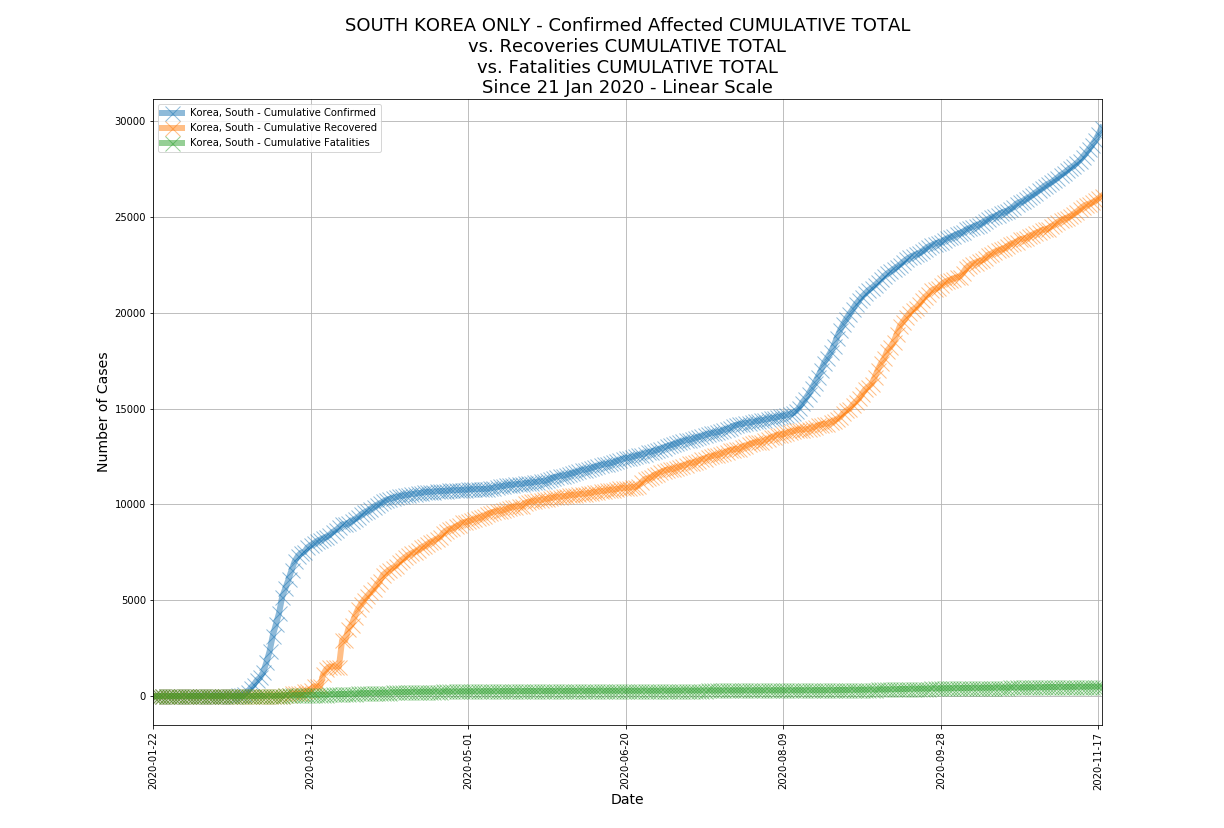 SOUTH KOREA ONLY - Confirmed Affected CUMULATIVE TOTAL
vs. Recoveries CUMULATIVE TOTAL
vs. Fatalities CUMULATIVE TOTAL
Since 21 Jan 2020 - Linear Scale
Korea, South - Cumulative Confirmed
Korea, South - Cumulative Recovered
Korea, South - Cumulative Fatalities
Number of Cases
30000
25000
20000
15000
10000
5000
0
2020-01-22
2020-03-12
2020-05-01
2020-06-20
2020-08-09
2020-09-28
2020-11-17
Date